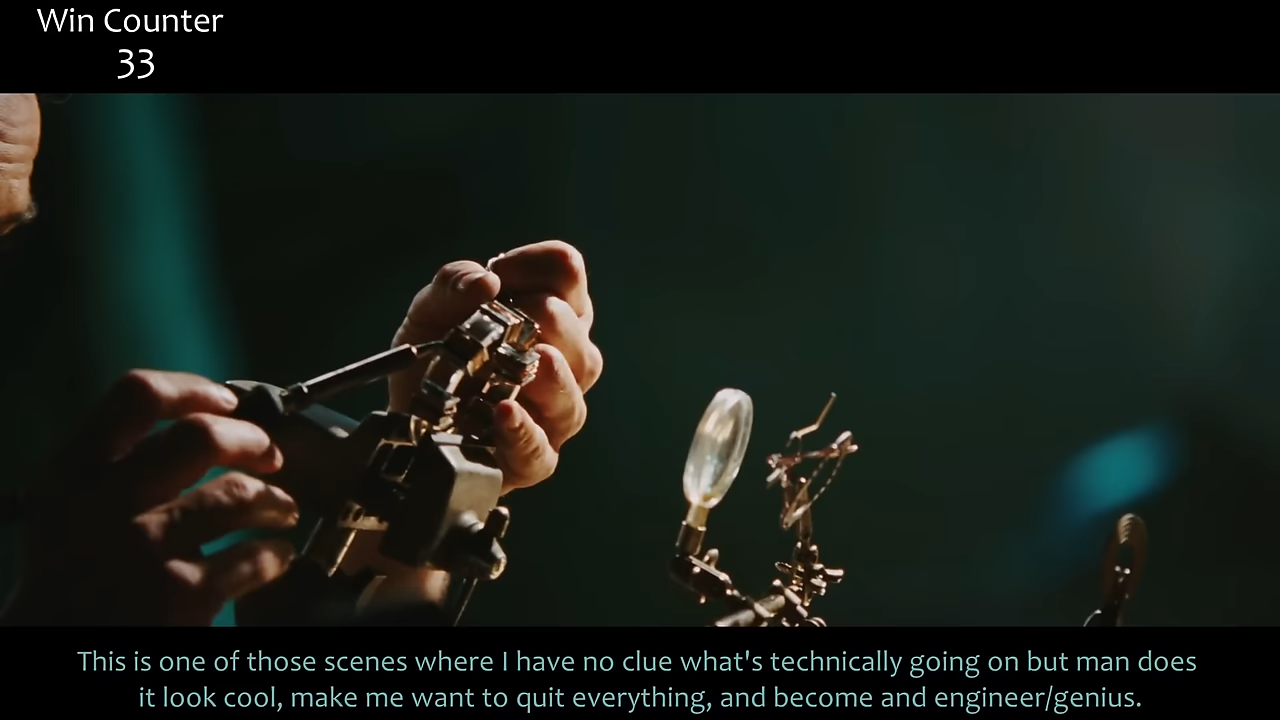 Win Counter
33
This is one of those scenes where I have no clue what's technically going on but man does
it look cool, make me want to quit everything, and become and engineer/genius.